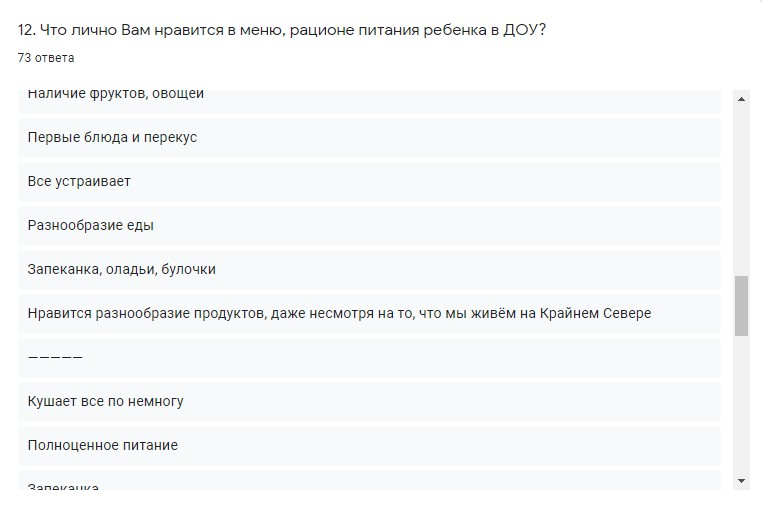 12. Что лично Вам нравится в меню, рационе питания ребенка в ДОУ?
73 ответа
Наличие фруктов, овощей
Первые блюда и перекус
Все устраивает
Разнообразие еды
Запеканка, оладьи, булочки
Нравится разнообразие продуктов, даже несмотря на то, что мы живём на Крайнем Севере
–––––
Кушает все по немногу
Полноценное питание
Запеканка